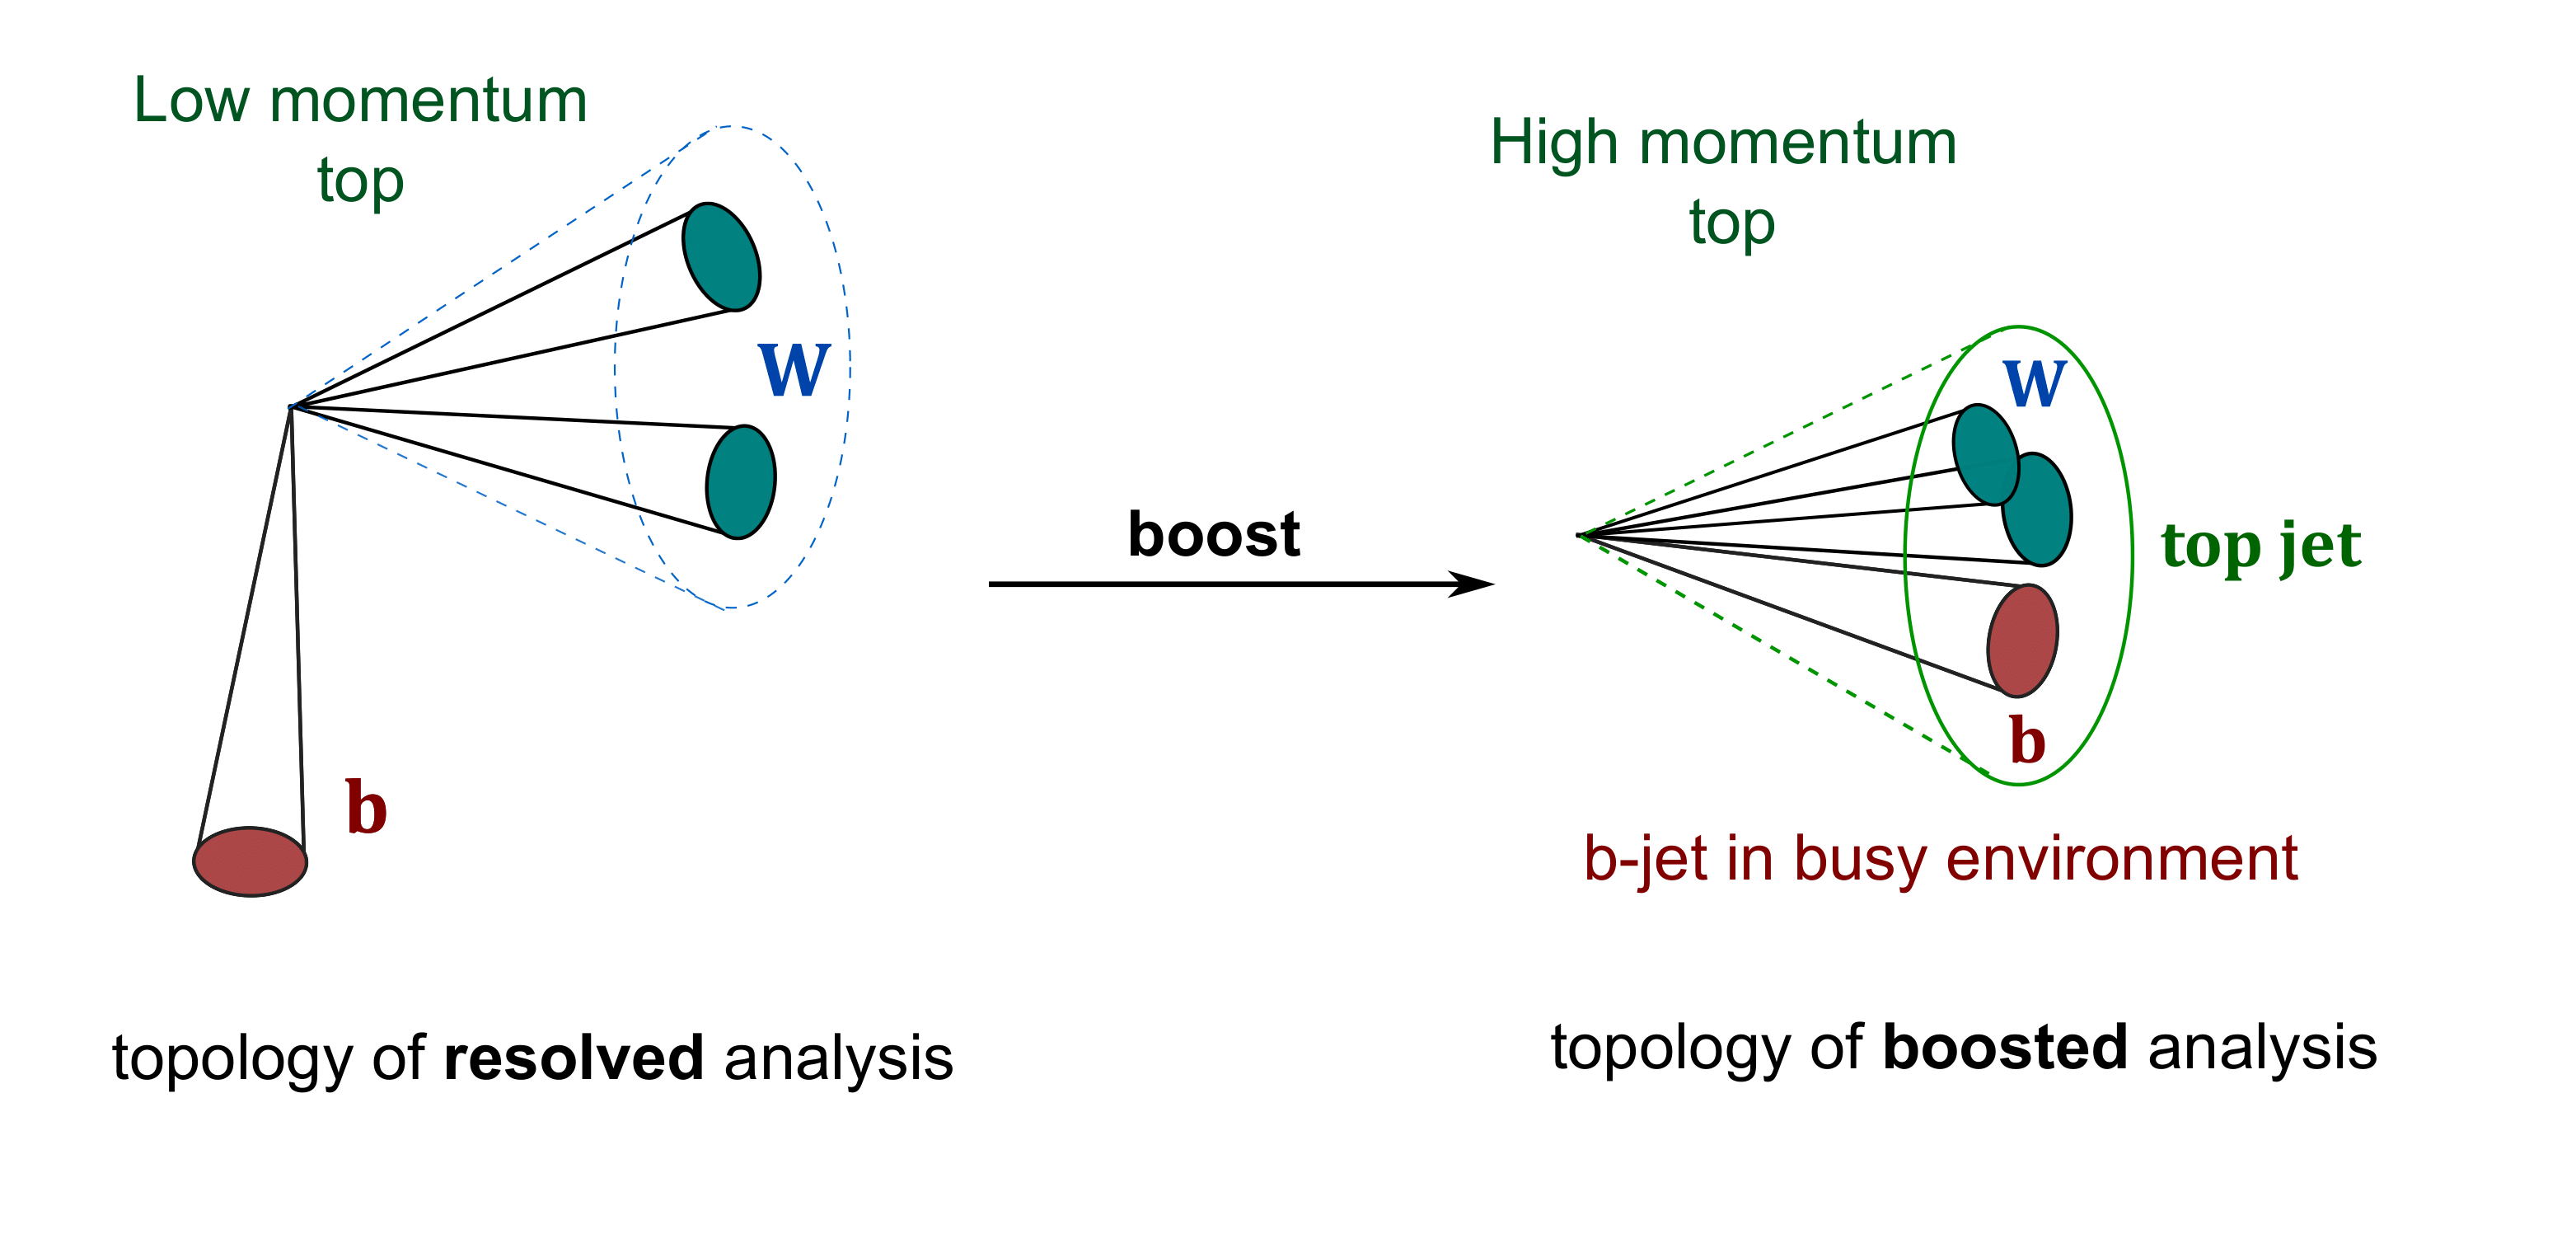 Low momentum
top
W
b
topology of resolved analysis
boost
High momentum
top
W
top jet
b
b-jet in busy environment
topology of boosted analysis